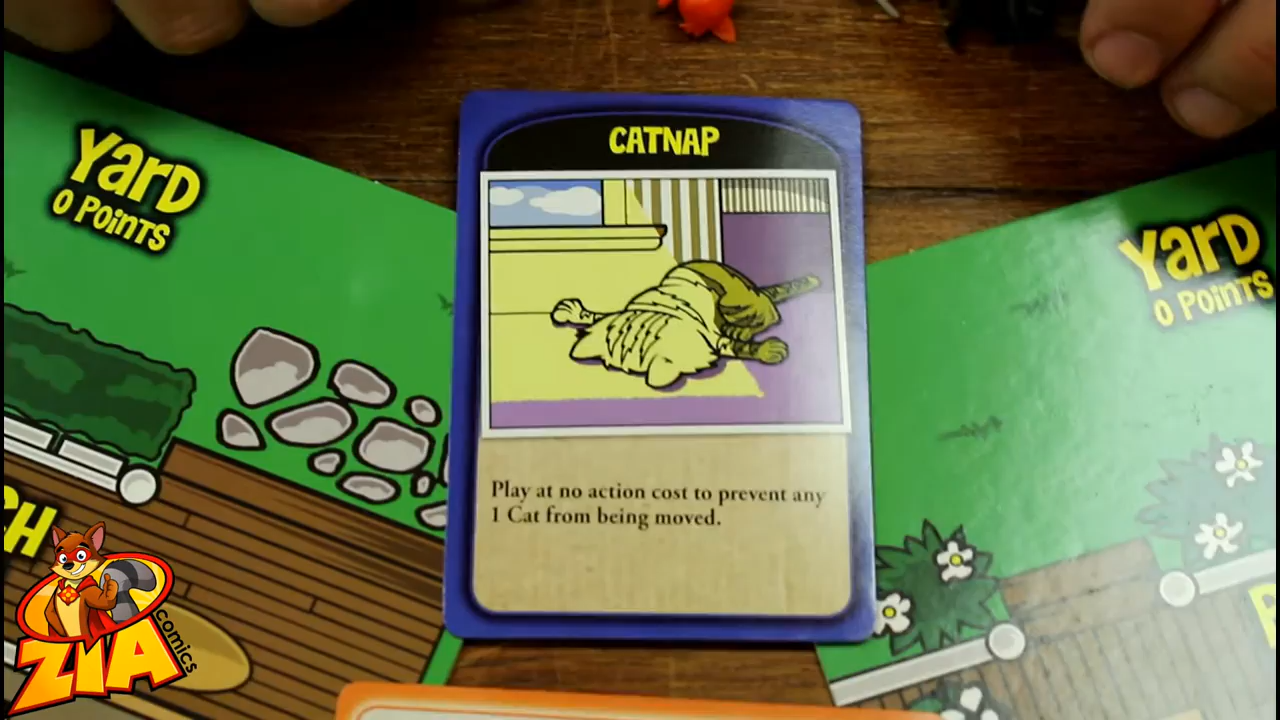 CATNAP
Yard
0 Points
Yard
0 Points
Play at no action cost to prevent any
1 Cat from being moved.
CH
ZIA
comics